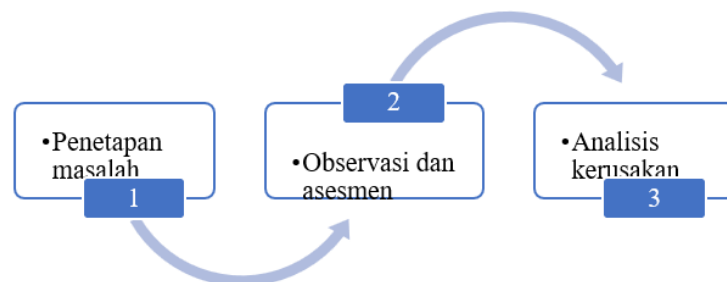 •Penetapan
masalah
1
2
•Observasi dan
asesmen
•Analisis
kerusakan
3